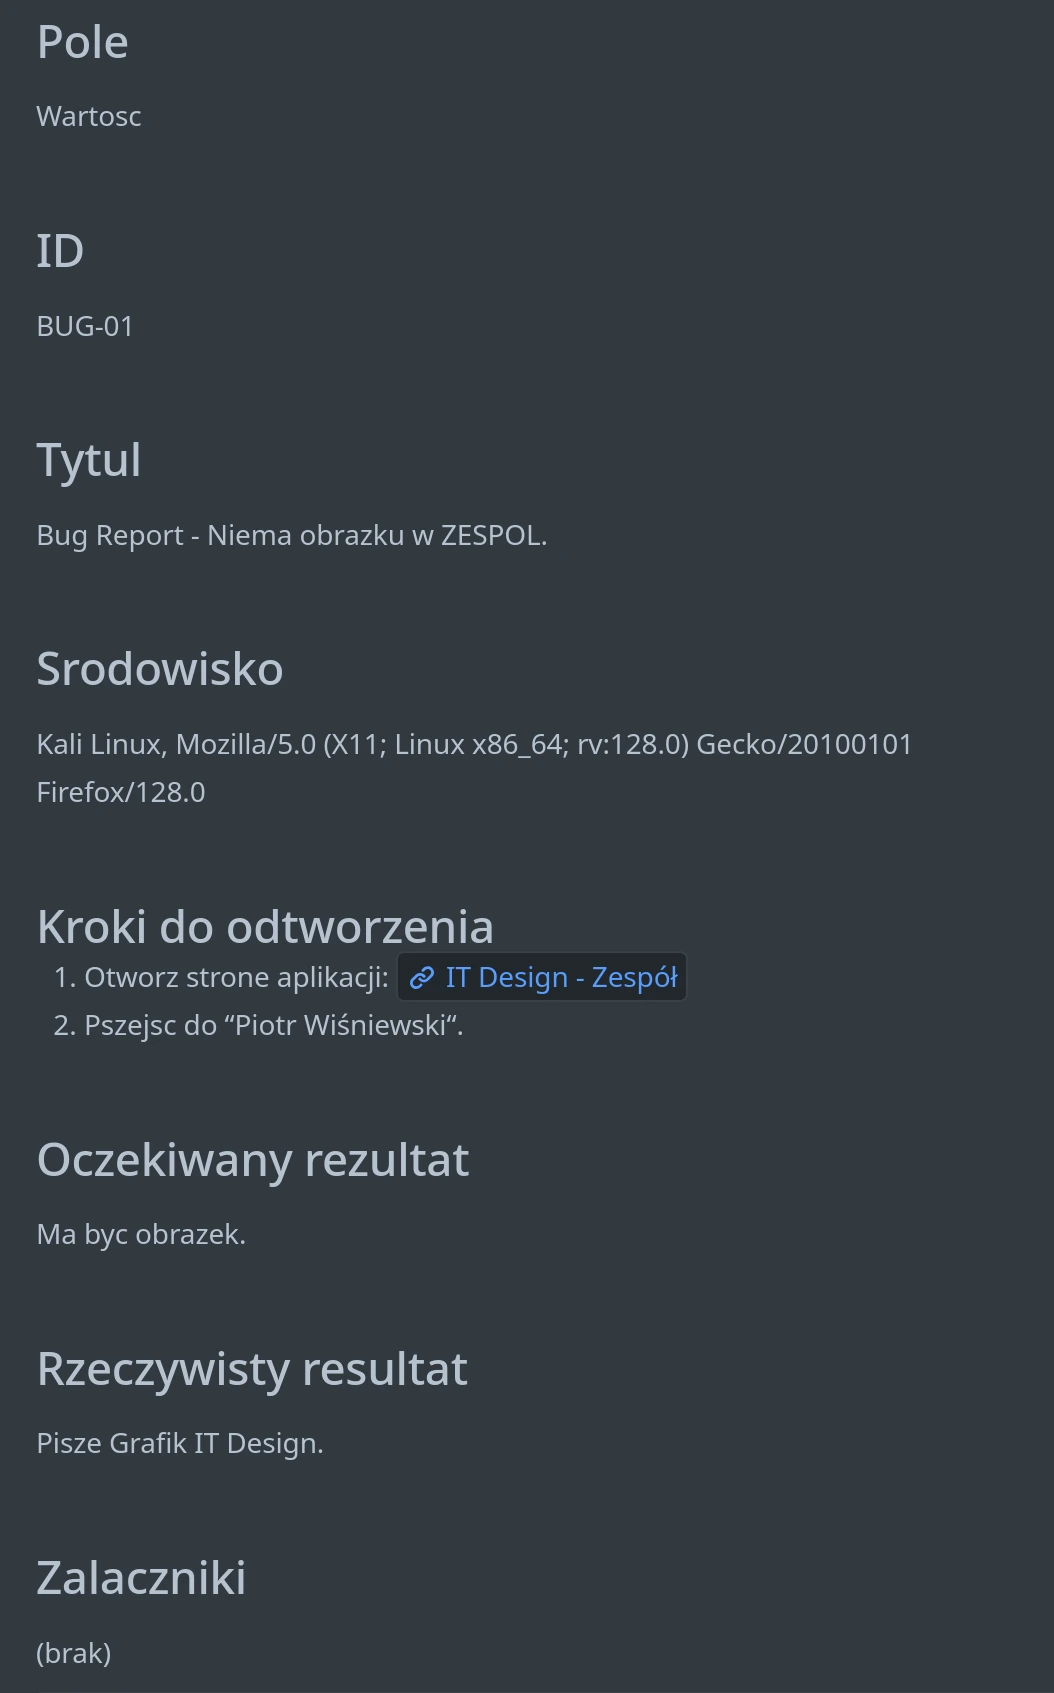 Pole
Wartosc
ID
BUG-01
Tytul
Bug Report - Niema obrazku w ZESPOL.
Srodowisko
Kali Linux, Mozilla/5.0 (X11; Linux x86_64; rv:128.0) Gecko/20100101
Firefox/128.0
Kroki do odtworzenia
1. Otworz strone aplikacji: IT Design - Zespół
2. Pszejsc do “Piotr Wiśniewski“.
Oczekiwany rezultat
Ma byc obrazek.
Rzeczywisty resultat
Pisze Grafik IT Design.
Zalaczniki
(brak)